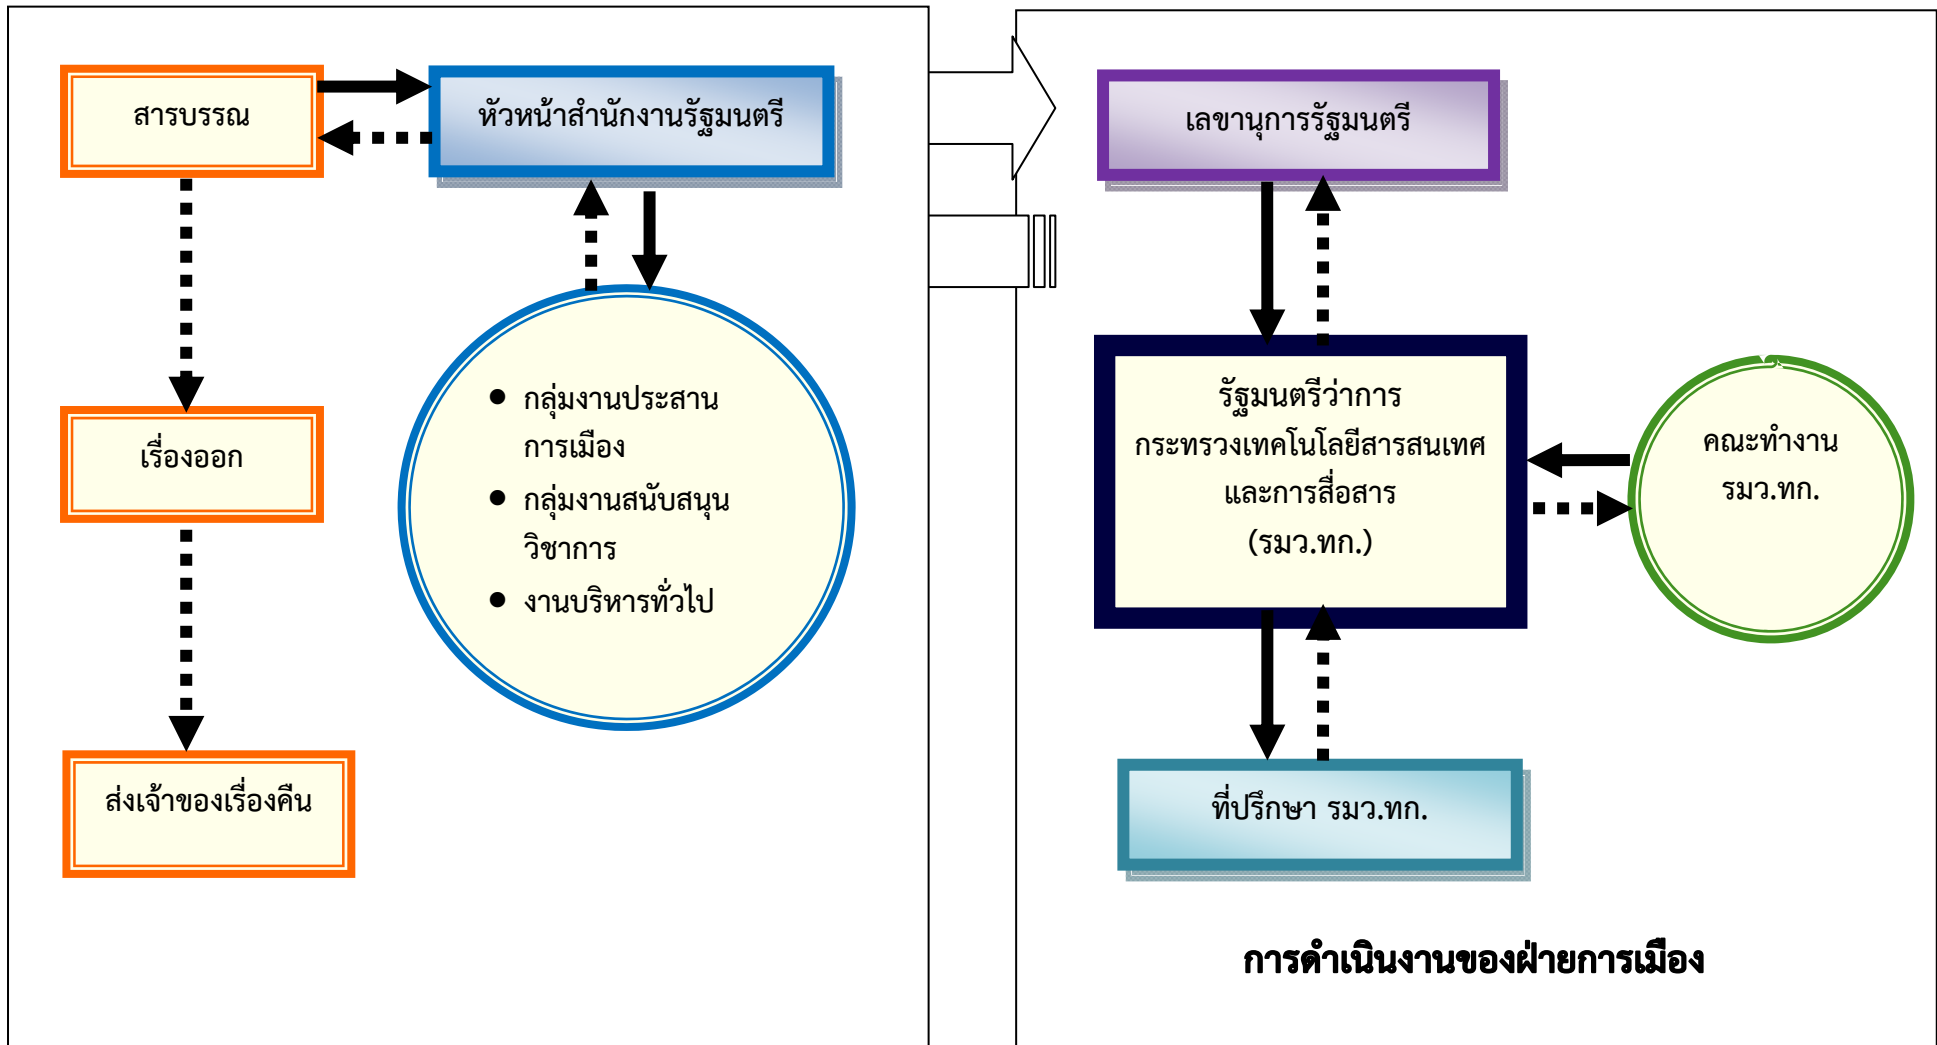 สารบรรณ
หัวหน้าสำนักงานรัฐมนตรี
● กลุ่มงานประสาน
การเมือง
● กลุ่มงานสนับสนุน
วิชาการ
● งานบริหารทั่วไป
เรื่องออก
ส่งเจ้าของเรื่องคืน
เลขานุการรัฐมนตรี
รัฐมนตรีว่าการ
กระทรวงเทคโนโลยีสารสนเทศ
และการสื่อสาร
(รมว.ทก.)
คณะทำงาน
รมว.ทก.
ที่ปรึกษา รมว.ทก.
การดำเนินงานของฝ่ายการเมือง